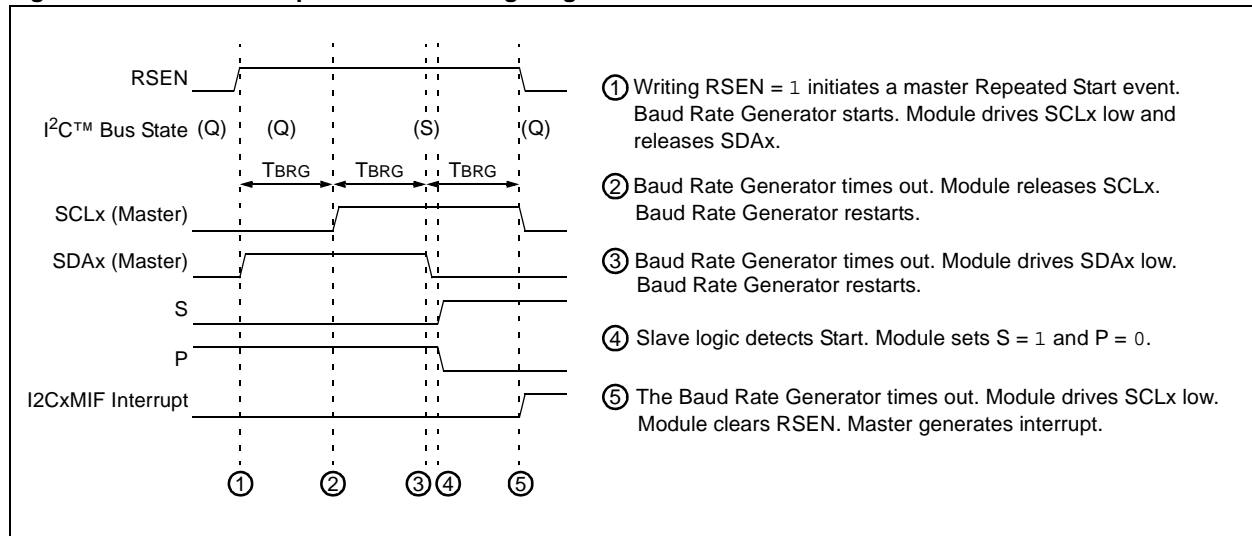 RSEN
I²C™ Bus State (Q) (Q) (S) (Q)
TBRG TBRG TBRG
SCLx (Master)
SDAx (Master)
S
P
I2CxMIF Interrupt
1 2 3 4 5
① Writing RSEN = 1 initiates a master Repeated Start event.
Baud Rate Generator starts. Module drives SCLx low and
releases SDAx.
② Baud Rate Generator times out. Module releases SCLx.
Baud Rate Generator restarts.
③ Baud Rate Generator times out. Module drives SDAx low.
Baud Rate Generator restarts.
④ Slave logic detects Start. Module sets S = 1 and P = 0.
⑤ The Baud Rate Generator times out. Module drives SCLx low.
Module clears RSEN. Master generates interrupt.